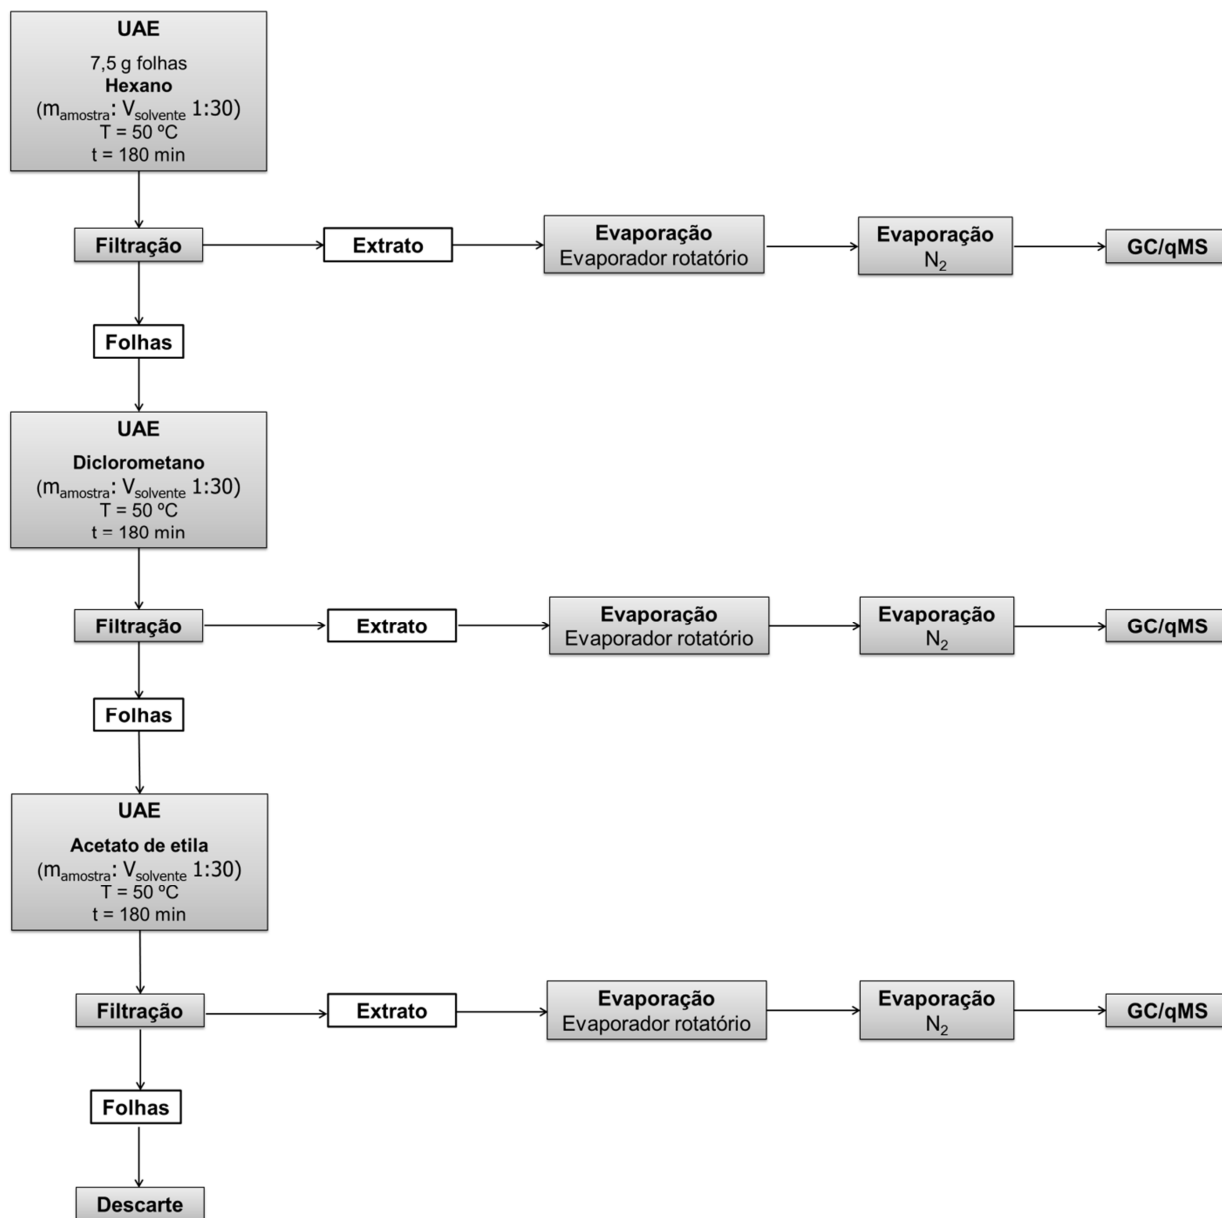 UAE
7,5 g folhas
Hexano
(mamostra: Vsolvente 1:30)
T = 50 ºC
t = 180 min
Filtração
Extrato
Evaporação
Evaporador rotatório
Evaporação
N2
GC/qMS
Folhas
UAE
Diclorometano
(mamostra: Vsolvente 1:30)
T = 50 ºC
t = 180 min
Filtração
Extrato
Evaporação
Evaporador rotatório
Evaporação
N2
GC/qMS
Folhas
UAE
Acetato de etila
(mamostra: Vsolvente 1:30)
T = 50 ºC
t = 180 min
Filtração
Extrato
Evaporação
Evaporador rotatório
Evaporação
N2
GC/qMS
Folhas
Descarte